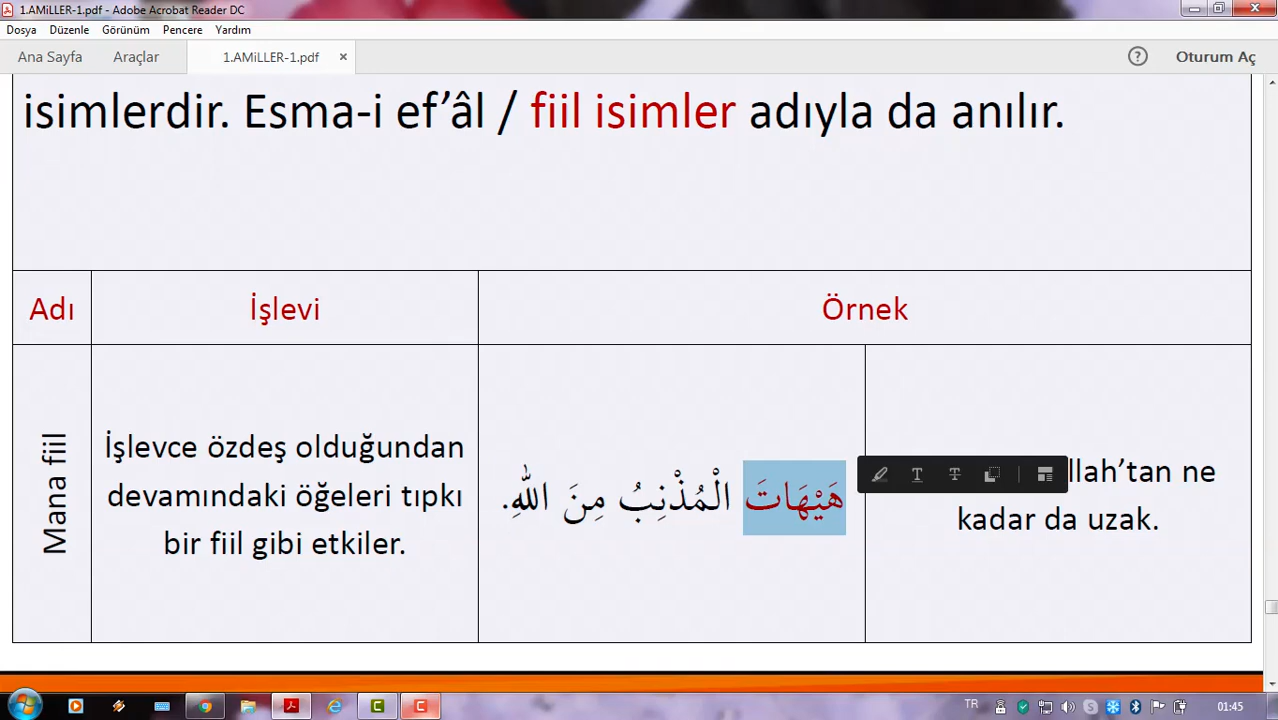 1.AMiLLER-1.pdf - Adobe Acrobat Reader DC
Dosya Düzenle Görünüm Pencere Yardım
Ana Sayfa Araçlar 1.AMiLLER-1.pdf × ? Oturum Aç
isimlerdir. Esma-i ef’âl / fiil isimler adıyla da anılır.
Adı İşlevi Örnek
Mana fiil
İşlevce özdeş olduğundan
devamındaki öğeleri tıpkı
bir fiil gibi etkiler.
هَيْهَاتَ الْمُذْنِبُ مِنَ اللهِ.
llah’tan ne
kadar da uzak.
TR 01:45